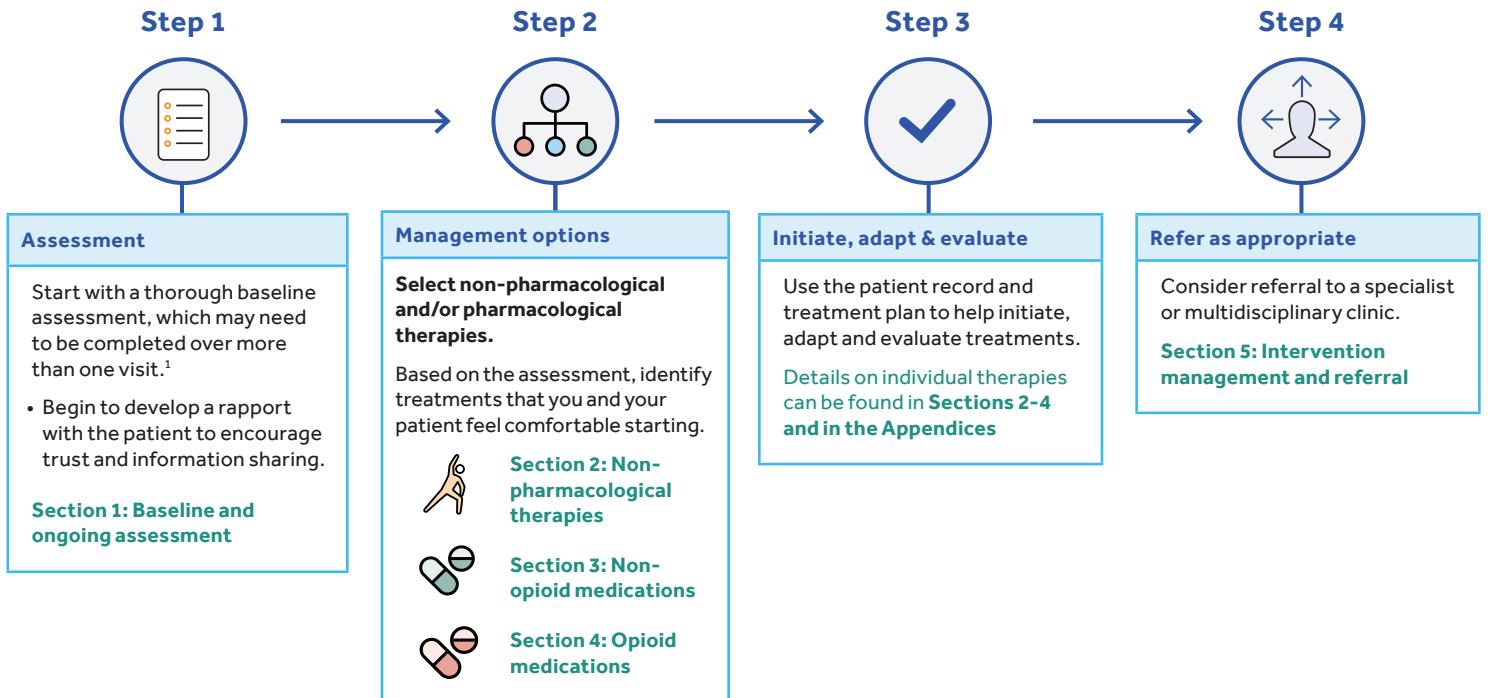 Step 1
Step 2
Step 3
Step 4
Assessment
Start with a thorough baseline
assessment, which may need
to be completed over more
than one visit.1
• Begin to develop a rapport
with the patient to encourage
trust and information sharing.
Section 1: Baseline and
ongoing assessment
Management options
Select non-pharmacological
and/or pharmacological
therapies.
Based on the assessment, identify
treatments that you and your
patient feel comfortable starting.
Section 2: Non-
pharmacological
therapies
Section 3: Non-
opioid medications
Section 4: Opioid
medications
Initiate, adapt & evaluate
Use the patient record and
treatment plan to help initiate,
adapt and evaluate treatments.
Details on individual therapies
can be found in Sections 2-4
and in the Appendices
Refer as appropriate
Consider referral to a specialist
or multidisciplinary clinic.
Section 5: Intervention
management and referral